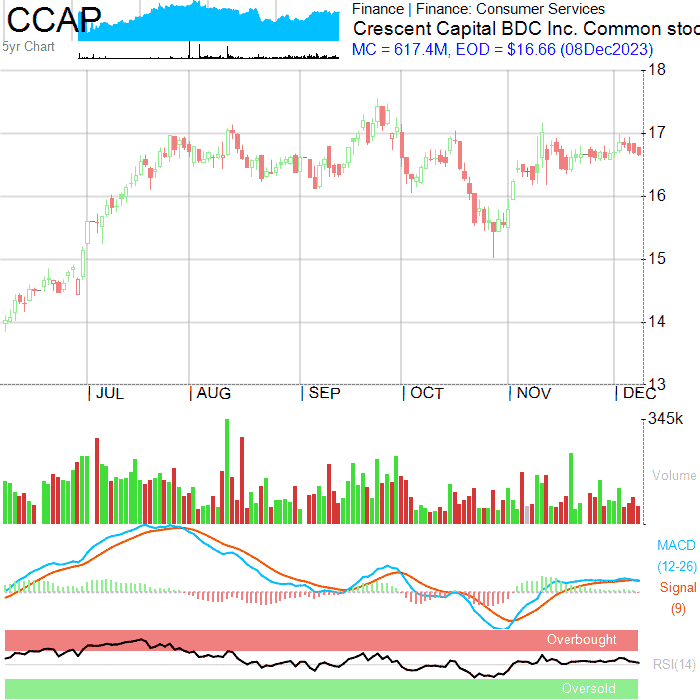 CCAP
5yr Chart
Finance | Finance: Consumer Services
Crescent Capital BDC Inc. Common stoc
MC = 617.4M, EOD = $16.66 (08Dec2023)
18
17
16
15
14
13
| JUL | AUG | SEP | OCT | NOV | DEC
345k
Volume
MACD
(12-26)
Signal
(9)
Overbought
RSI(14)
Oversold